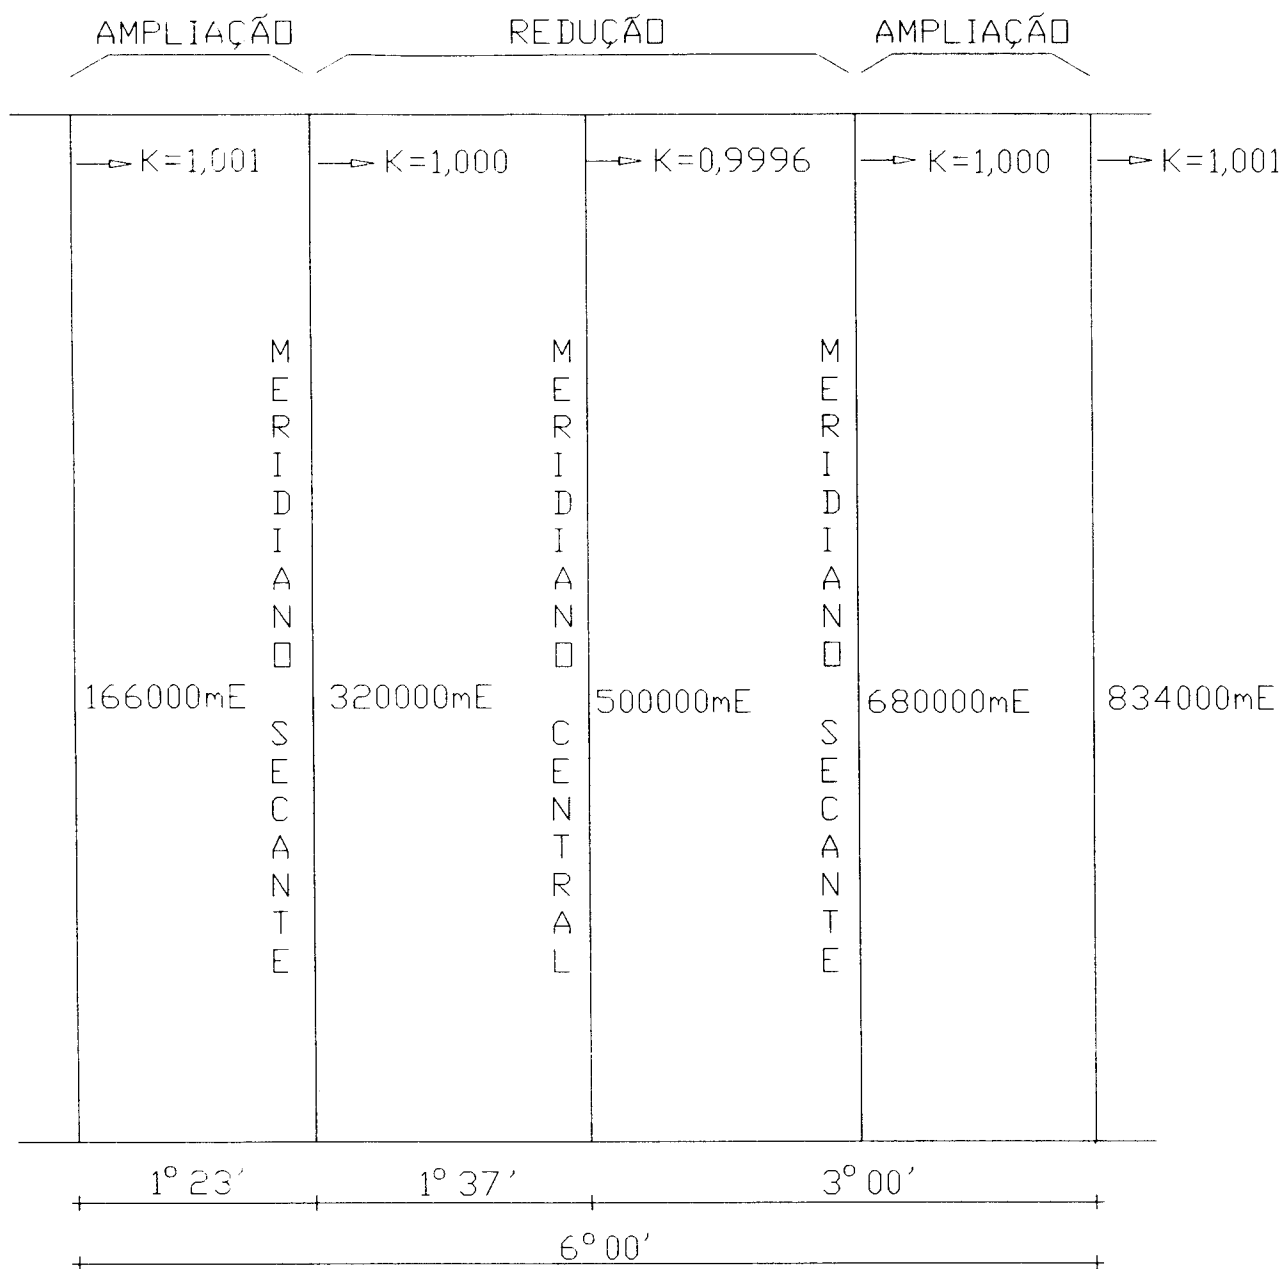 AMPLIAÇÃO
REDUÇÃO
AMPLIAÇÃO
K=1,001
K=1,000
K=0,9996
K=1,000
K=1,001
MERIDIANO SECANTE
MERIDIANO CENTRAL
MERIDIANO SECANTE
166000mE
320000mE
500000mE
680000mE
834000mE
1° 23′
1° 37′
3° 00′
6° 00′